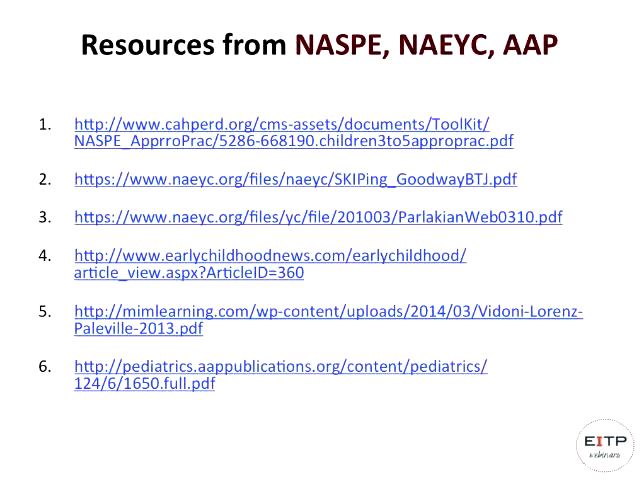 Resources from NASPE, NAEYC, AAP
1. http://www.cahperd.org/cms-assets/documents/ToolKit/
NASPE_ApprroPrac/5286-668190.children3to5approprac.pdf
2. https://www.naeyc.org/files/naeyc/SKIPing_GoodwayBTJ.pdf
3. https://www.naeyc.org/files/yc/file/201003/ParlakianWeb0310.pdf
4. http://www.earlychildhoodnews.com/earlychildhood/
article_view.aspx?ArticleID=360
5. http://mimlearning.com/wp-content/uploads/2014/03/Vidoni-Lorenz-
Paleville-2013.pdf
6. http://pediatrics.aappublications.org/content/pediatrics/
124/6/1650.full.pdf
EITP
webinars